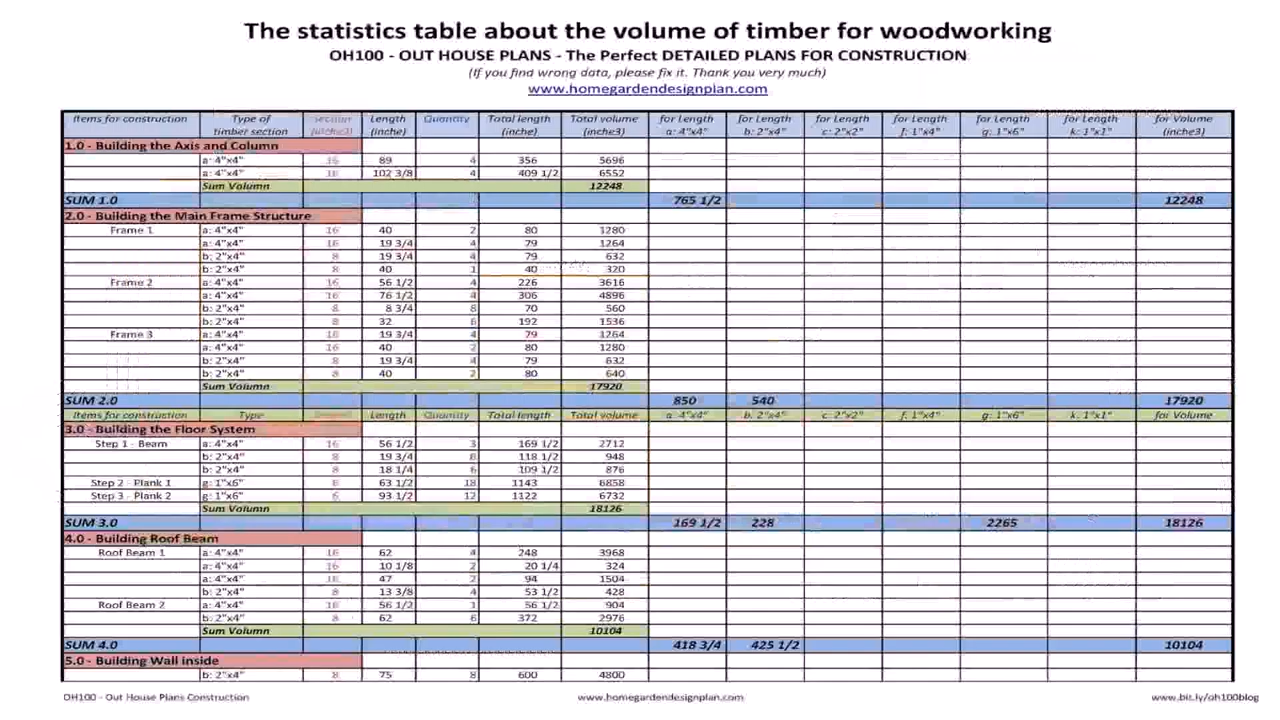 The statistics table about the volume of timber for woodworking
OH100 - OUT HOUSE PLANS - The Perfect DETAILED PLANS FOR CONSTRUCTION
(If you find wrong data, please fix it. Thank you very much)
www.homegardendesignplan.com
Items for construction Type of timber section Section (inche2) Length (inche) Quantity Total length (inche) Total volume (inche3) for Length a: 4"x4" for Length b: 2"x4" for Length c: 2"x2" for Length f: 1"x4" for Length g: 1"x6" for Length k: 1"x1" for Volume (inche3)
1.0 - Building the Axis and Column
a: 4"x4" 16 89 4 356 5696
a: 4"x4" 16 102 3/8 4 409 1/2 6552
Sum Volum 12248
SUM 1.0 765 1/2 12248
2.0 - Building the Main Frame Structure
Frame 1 a: 4"x4" 16 40 2 80 1280
a: 4"x4" 16 19 3/4 4 79 1264
b: 2"x4" 8 19 3/4 4 79 632
b: 2"x4" 8 40 1 40 320
Frame 2 a: 4"x4" 16 56 1/2 4 226 3616
a: 4"x4" 16 76 1/2 4 306 4896
b: 2"x4" 8 8 3/4 8 70 560
b: 2"x4" 8 32 6 192 1536
Frame 3 a: 4"x4" 16 19 3/4 4 79 1264
a: 4"x4" 16 40 2 80 1280
b: 2"x4" 8 19 3/4 4 79 632
b: 2"x4" 8 40 2 80 640
Sum Volum 17920
SUM 2.0 850 540 17920
Items for construction Type Length Quantity Total length Total volume a: 4"x4" b: 2"x4" c: 2"x2" f: 1"x4" g: 1"x6" k: 1"x1" for Volume
3.0 - Building the Floor System
Step 1 - Beam a: 4"x4" 16 56 1/2 3 169 1/2 2712
b: 2"x4" 8 19 3/4 6 118 1/2 948
b: 2"x4" 8 18 1/4 6 109 1/2 876
Step 2 - Plank 1 g: 1"x6" 6 63 1/2 18 1143 6858
Step 3 - Plank 2 g: 1"x6" 6 93 1/2 12 1122 6732
Sum Volum 18126
SUM 3.0 169 1/2 228 2265 18126
4.0 - Building Roof Beam
Roof Beam 1 a: 4"x4" 16 62 4 248 3968
a: 4"x4" 16 10 1/8 2 20 1/4 324
a: 4"x4" 16 47 2 94 1504
b: 2"x4" 8 13 3/8 4 53 1/2 428
Roof Beam 2 a: 4"x4" 16 56 1/2 1 56 1/2 904
b: 2"x4" 8 62 6 372 2976
Sum Volum 10104
SUM 4.0 418 3/4 425 1/2 10104
5.0 - Building Wall inside
b: 2"x4" 8 75 8 600 4800
OH100 - Out House Plans Construction www.homegardendesignplan.com www.bit.ly/oh100blog